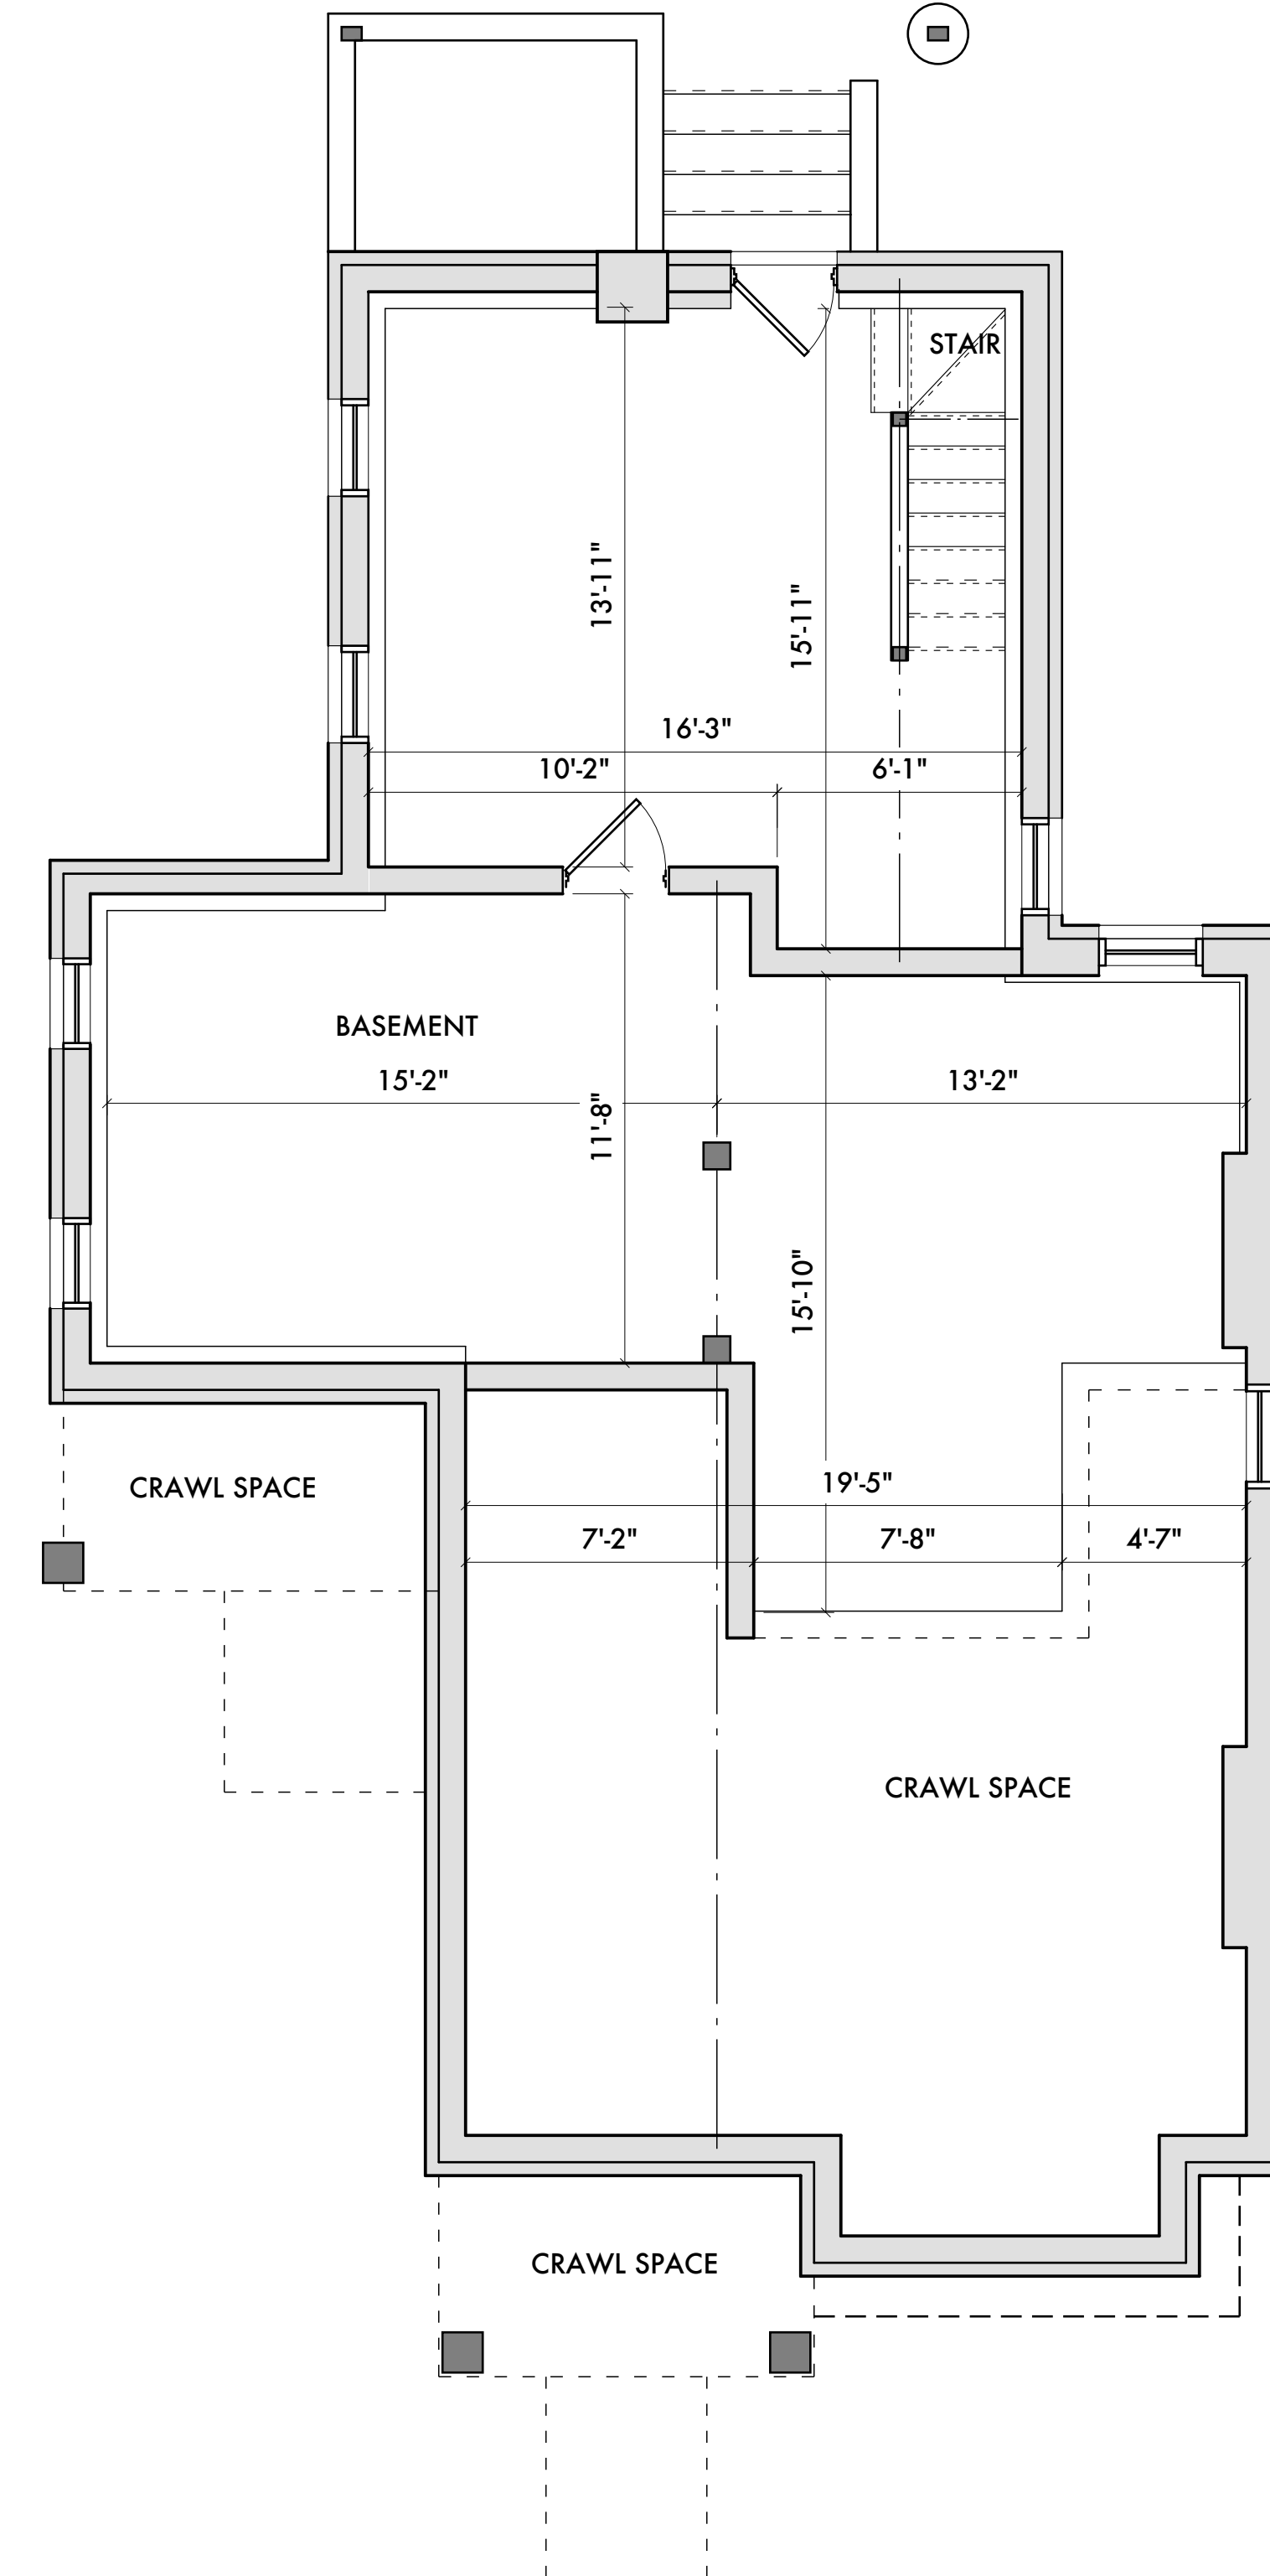 STAIR
13'-11"
15'-11"
16'-3"
10'-2"
6'-1"
BASEMENT
15'-2"
13'-2"
11'-8"
15'-10"
CRAWL SPACE
19'-5"
7'-2"
7'-8"
4'-7"
CRAWL SPACE
CRAWL SPACE